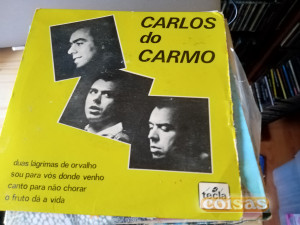 CARLOS
do
CARMO
duas lágrimas de orvalho
sou para vós donde venho
canto para não chorar
o fruto dá a vida
tecla
coisas